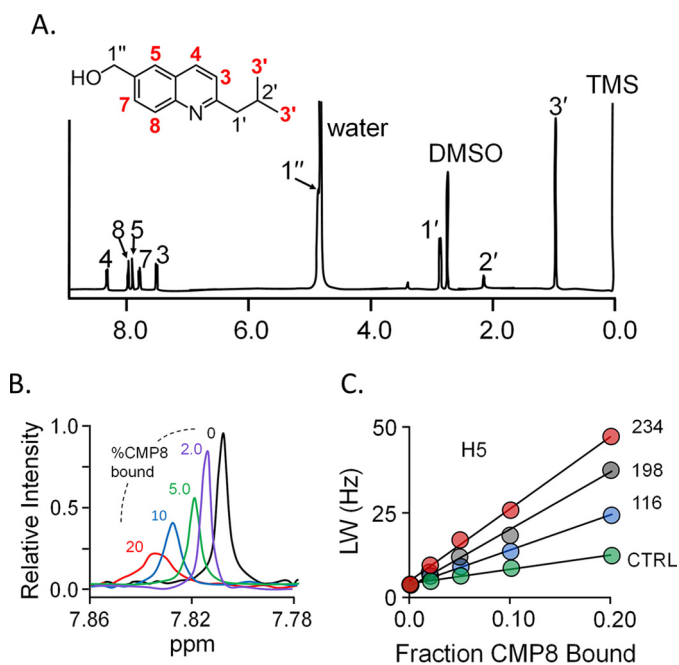 A.
1''
5
4
3'
HO
3
2'
7
3'
8
N
1'
TMS
3'
water
DMSO
1''
1'
8
5
4
7
3
2'
8.0
6.0
4.0
2.0
0.0
B.
C.
1.0
0
%CMP8
bound
2.0
5.0
10
20
Relative Intensity
0.5
0.0
7.86
7.82
7.78
ppm
50
H5
234
198
116
CTRL
LW (Hz)
25
0
0.0
0.10
0.20
Fraction CMP8 Bound